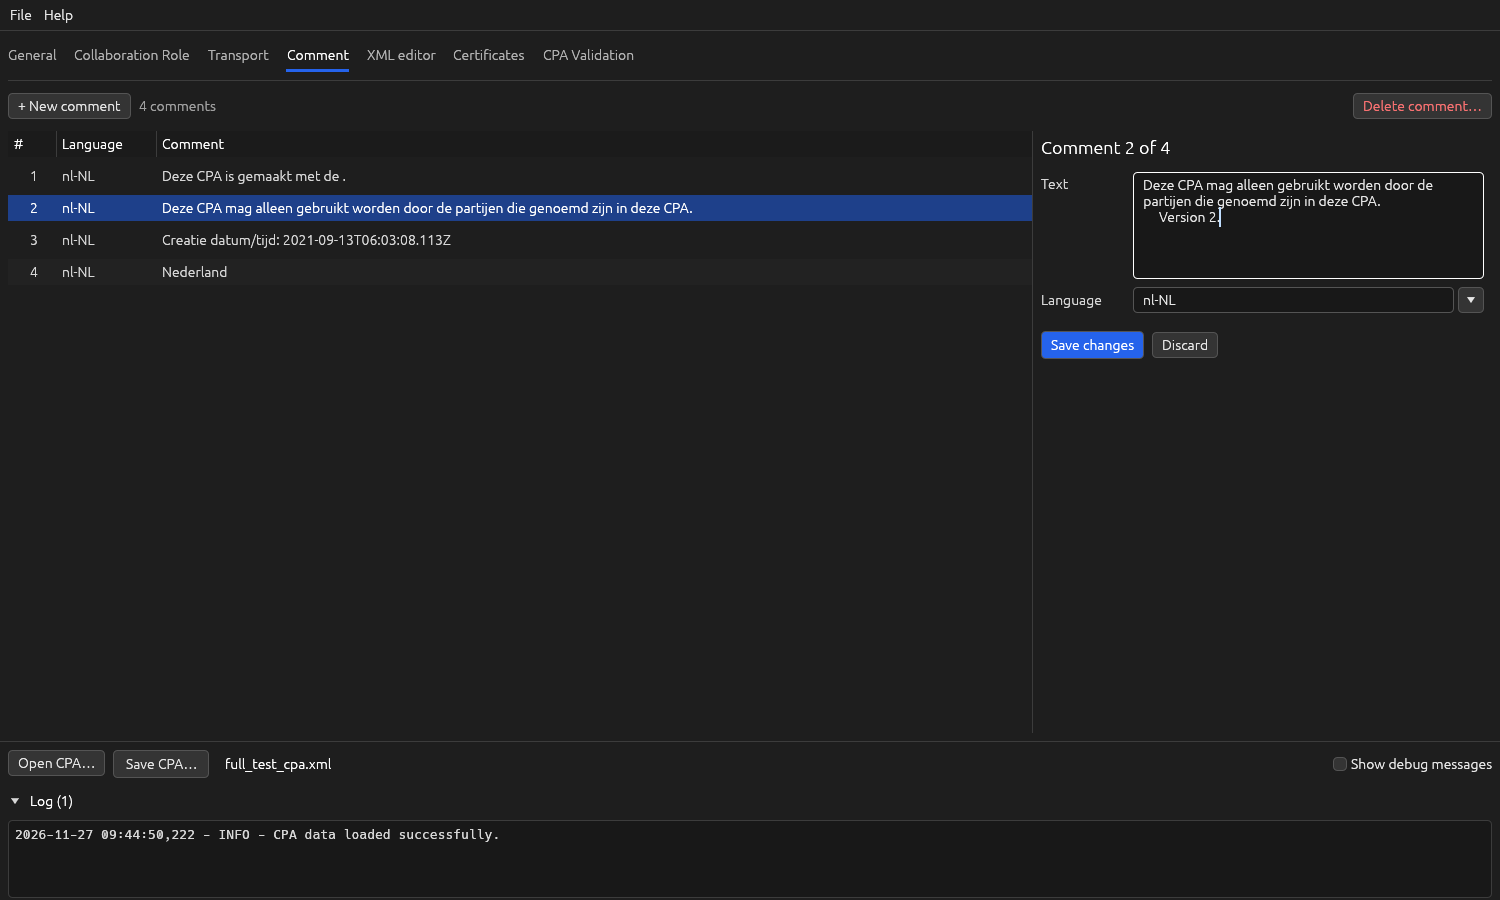 File Help
General Collaboration Role Transport Comment XML editor Certificates CPA Validation
+ New comment 4 comments Delete comment...
# Language Comment
1 nl-NL Deze CPA is gemaakt met de .
2 nl-NL Deze CPA mag alleen gebruikt worden door de partijen die genoemd zijn in deze CPA.
3 nl-NL Creatie datum/tijd: 2021-09-13T06:03:08.113Z
4 nl-NL Nederland
Comment 2 of 4
Text
Deze CPA mag alleen gebruikt worden door de
partijen die genoemd zijn in deze CPA.
Version 2.
Language nl-NL
Save changes Discard
Open CPA... Save CPA... full_test_cpa.xml Show debug messages
Log (1)
2026-11-27 09:44:50,222 - INFO - CPA data loaded successfully.